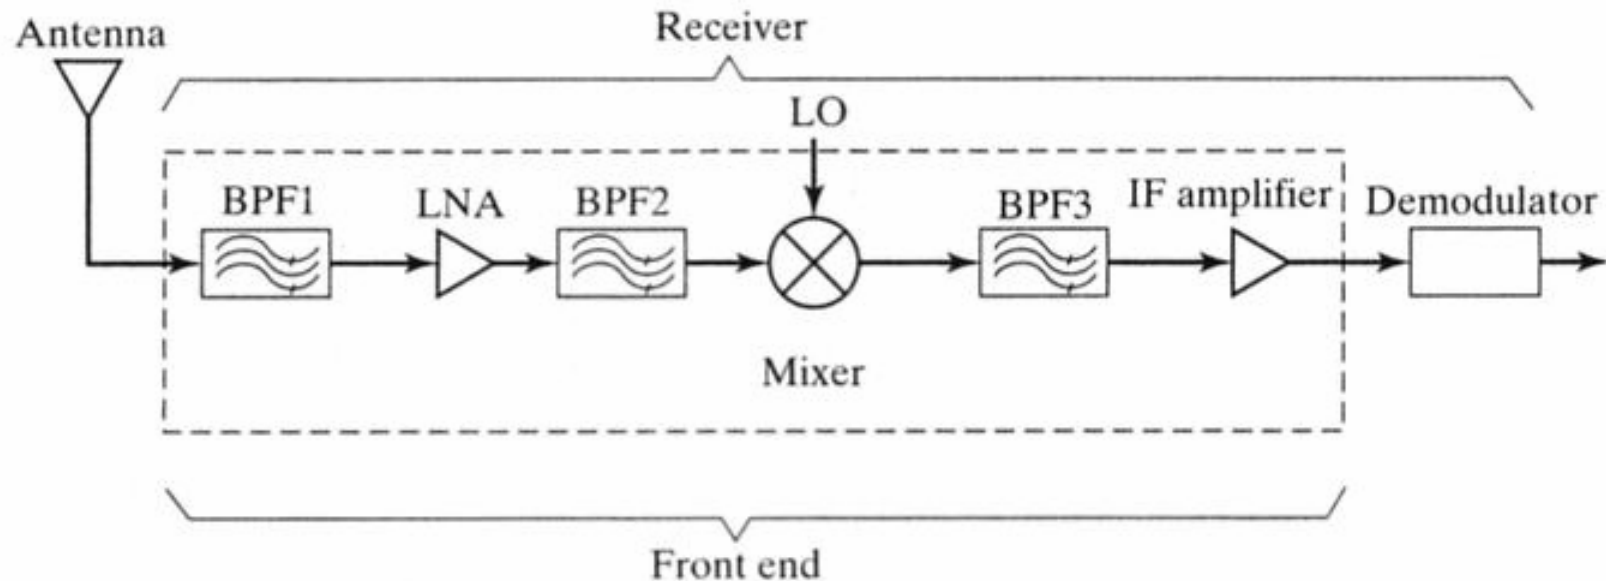 Antenna
Receiver
LO
BPF1
LNA
BPF2
BPF3
IF amplifier
Demodulator
Mixer
Front end